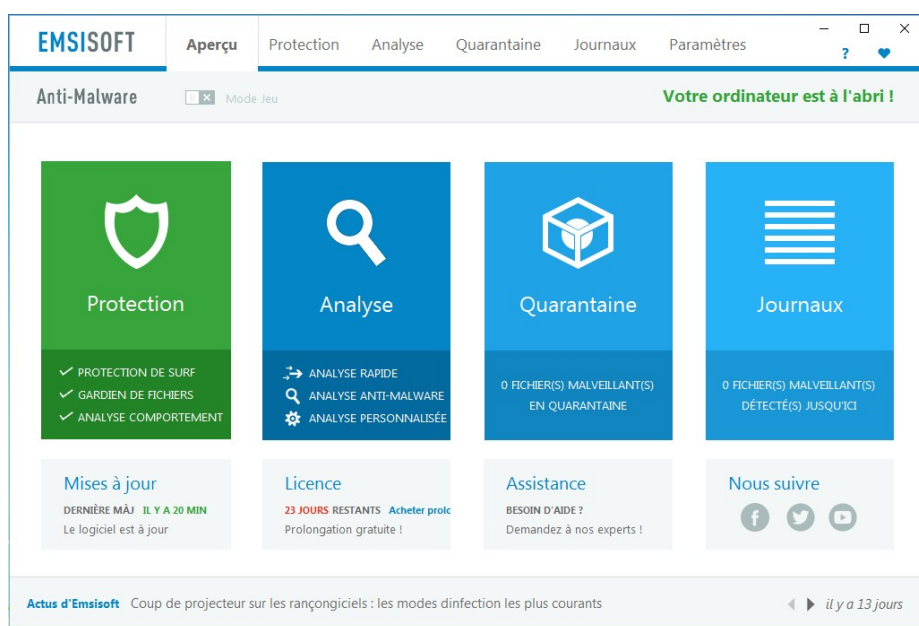 EMSISOFT
Aperçu
Protection
Analyse
Quarantaine
Journaux
Paramètres
?
Anti-Malware
Mode Jeu
Votre ordinateur est à l'abri !
Protection
PROTECTION DE SURF
GARDIEN DE FICHIERS
ANALYSE COMPORTEMENT
Analyse
ANALYSE RAPIDE
ANALYSE ANTI-MALWARE
ANALYSE PERSONNALISÉE
Quarantaine
0 FICHIER(S) MALVEILLANT(S)
EN QUARANTAINE
Journaux
0 FICHIER(S) MALVEILLANT(S)
DÉTECTÉ(S) JUSQU'ICI
Mises à jour
DERNIÈRE MÀJ IL Y A 20 MIN
Le logiciel est à jour
Licence
23 JOURS RESTANTS Acheter prolc
Prolongation gratuite !
Assistance
BESOIN D'AIDE ?
Demandez à nos experts !
Nous suivre
Actus d'Emsisoft Coup de projecteur sur les rançongiciels : les modes dinfection les plus courants
il y a 13 jours